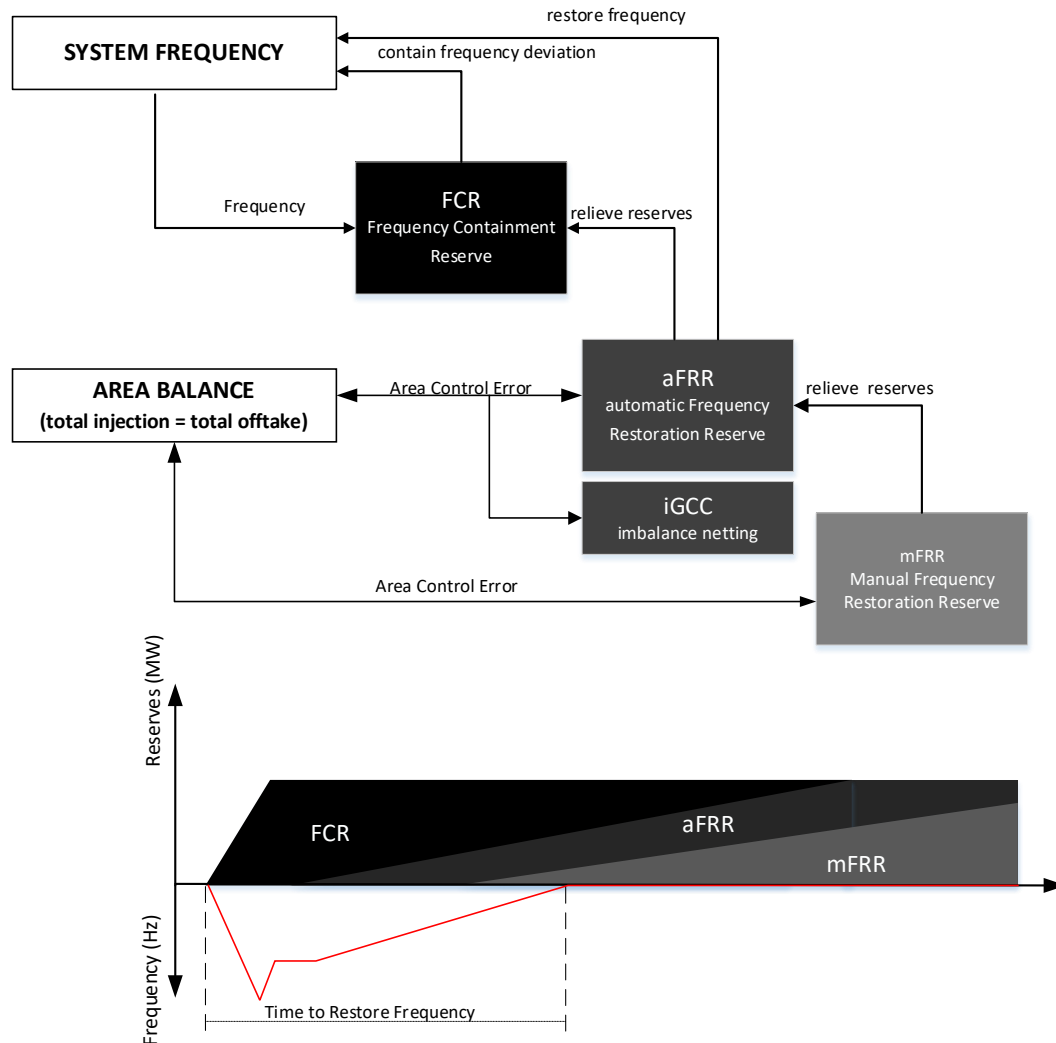 restore frequency
SYSTEM FREQUENCY
contain frequency deviation
FCR
Frequency Containment
Reserve
Frequency
relieve reserves
aFRR
automatic Frequency
Restoration Reserve
AREA BALANCE
(total injection = total offtake)
Area Control Error
relieve  reserves
iGCC
imbalance netting
mFRR
Manual Frequency
Restoration Reserve
Area Control Error
Reserves (MW)
FCR
aFRR
mFRR
Frequency (Hz)
Time to Restore Frequency